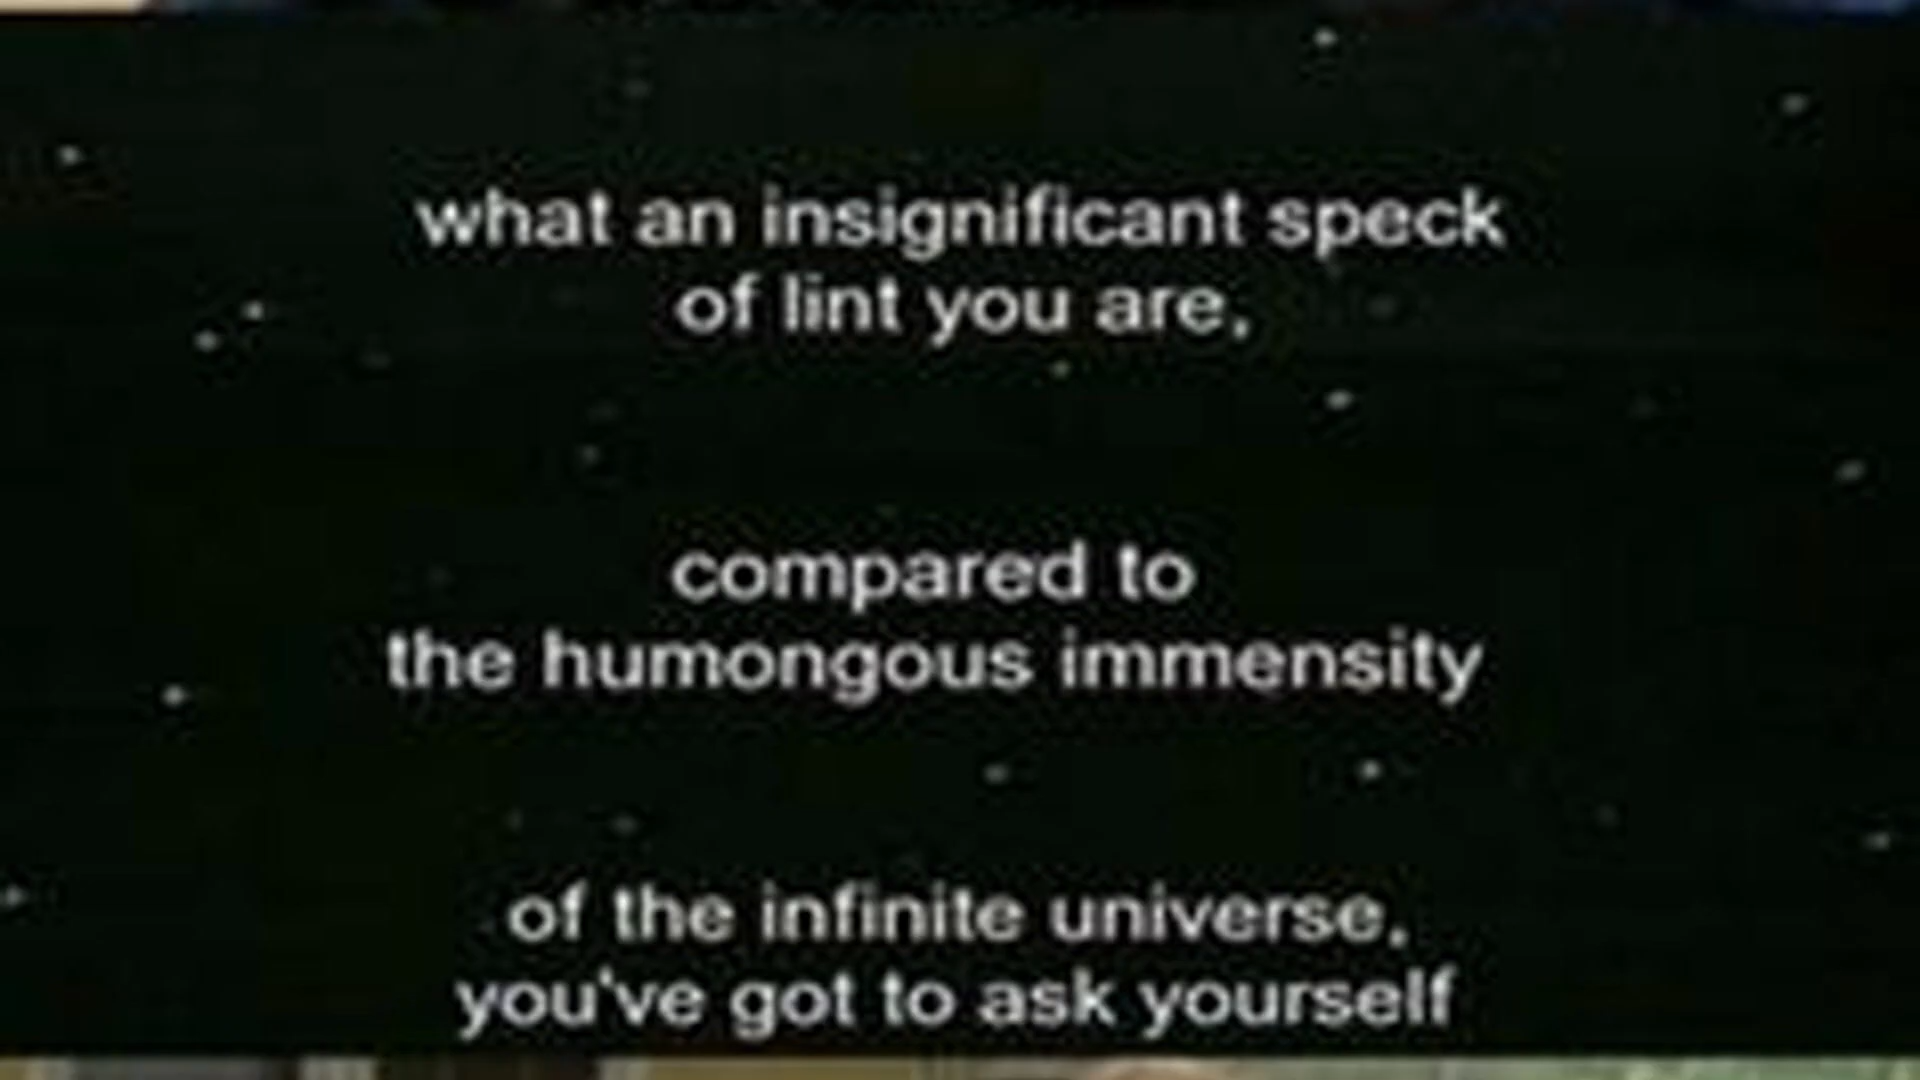 what an insignificant speck
of lint you are,
compared to
the humongous immensity
of the infinite universe,
you've got to ask yourself